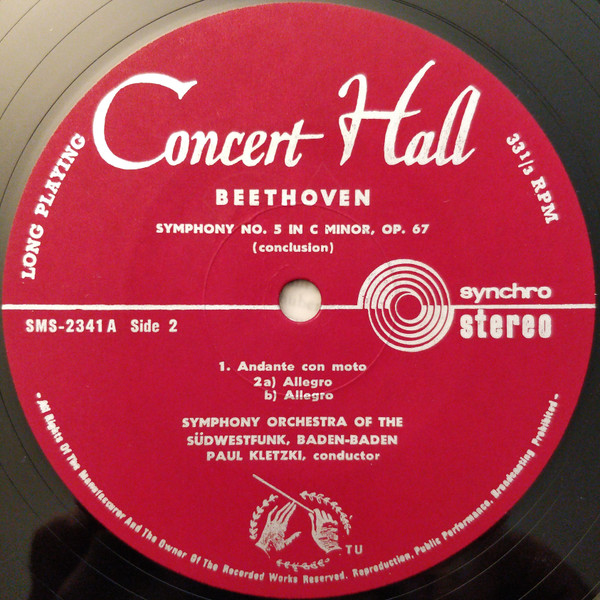 Concert Hall
LONG PLAYING
33 1/3 RPM
BEETHOVEN
SYMPHONY NO. 5 IN C MINOR, OP. 67
(conclusion)
synchro
stereo
SMS-2341 A Side 2
1. Andante con moto
2a) Allegro
b) Allegro
SYMPHONY ORCHESTRA OF THE
SÜDWESTFUNK, BADEN-BADEN
PAUL KLETZKI, conductor
TU
- All Rights Of The Manufacturer And The Owner Of The Recorded Works Reserved. Reproduction, Public Performance, Broadcasting Prohibited -